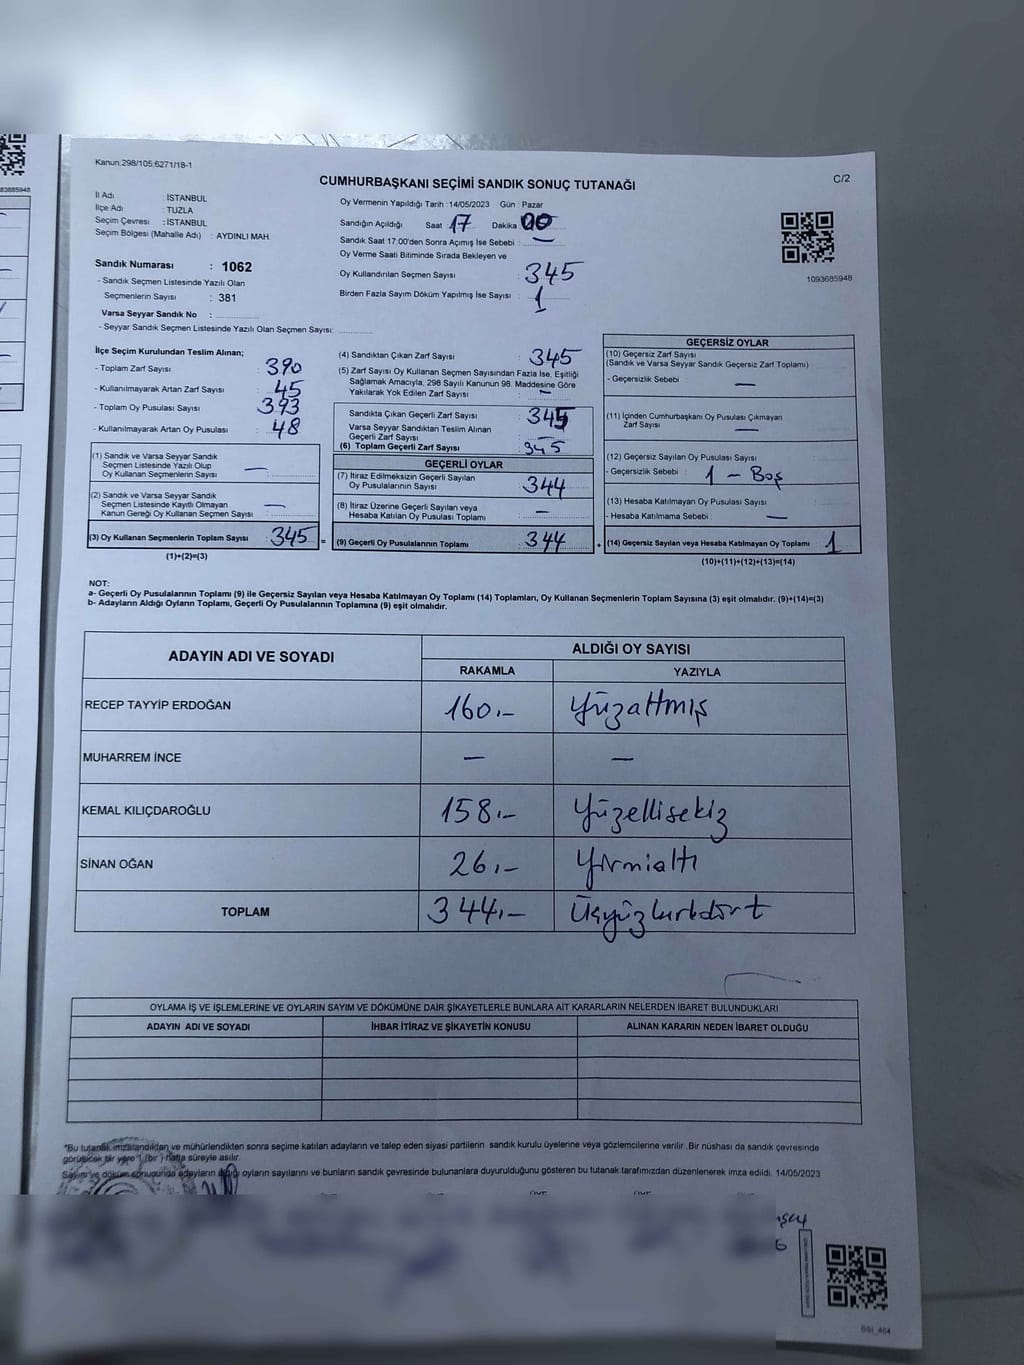 Kanun:298/105;6271/18-1
C/2
CUMHURBAŞKANI SEÇİMİ SANDIK SONUÇ TUTANAĞI
İl Adı : İSTANBUL
İlçe Adı : TUZLA
Seçim Çevresi : İSTANBUL
Seçim Bölgesi (Mahalle Adı) : AYDINLI MAH.
Sandık Numarası : 1062
- Sandık Seçmen Listesinde Yazılı Olan
Seçmenlerin Sayısı : 381
Varsa Seyyar Sandık No :
- Seyyar Sandık Seçmen Listesinde Yazılı Olan Seçmen Sayısı:
Oy Vermenin Yapıldığı Tarih :14/05/2023 Gün : Pazar
Sandığın Açıldığı Saat 17 Dakika 00
Sandık Saat 17:00'den Sonra Açımış İse Sebebi : —
Oy Verme Saati Bitiminde Sırada Bekleyen ve
Oy Kullandırılan Seçmen Sayısı : 345
Birden Fazla Sayım Döküm Yapılmış İse Sayısı : 1
1093685948
İlçe Seçim Kurulundan Teslim Alınan;
- Toplam Zarf Sayısı : 390
- Kullanılmayarak Artan Zarf Sayısı : 45
- Toplam Oy Pusulası Sayısı : 393
- Kullanılmayarak Artan Oy Pusulası : 48
(1) Sandık ve Varsa Seyyar Sandık
Seçmen Listesinde Yazılı Olup
Oy Kullanan Seçmenlerin Sayısı : —
(2) Sandık ve Varsa Seyyar Sandık
Seçmen Listesinde Kayıtlı Olmayan
Kanun Gereği Oy Kullanan Seçmen Sayısı : —
(3) Oy Kullanan Seçmenlerin Toplam Sayısı : 345 =
(1)+(2)=(3)
(4) Sandıktan Çıkan Zarf Sayısı : 345
(5) Zarf Sayısı Oy Kullanan Seçmen Sayısından Fazla İse, Eşitliği
Sağlamak Amacıyla, 298 Sayılı Kanunun 98. Maddesine Göre
Yakılarak Yok Edilen Zarf Sayısı : —
Sandıkta Çıkan Geçerli Zarf Sayısı : 345
Varsa Seyyar Sandıktan Teslim Alınan
Geçerli Zarf Sayısı : —
(6) Toplam Geçerli Zarf Sayısı : 345
GEÇERLİ OYLAR
(7) İtiraz Edilmeksizin Geçerli Sayılan
Oy Pusulalarının Sayısı : 344
(8) İtiraz Üzerine Geçerli Sayılan veya
Hesaba Katılan Oy Pusulası Toplamı : —
(9) Geçerli Oy Pusulalarının Toplamı : 344 +
GEÇERSİZ OYLAR
(10) Geçersiz Zarf Sayısı
(Sandık ve Varsa Seyyar Sandık Geçersiz Zarf Toplamı) :
- Geçersizlik Sebebi : —
(11) İçinden Cumhurbaşkanı Oy Pusulası Çıkmayan
Zarf Sayısı : —
(12) Geçersiz Sayılan Oy Pusulası Sayısı :
- Geçersizlik Sebebi : 1 - Boş
(13) Hesaba Katılmayan Oy Pusulası Sayısı :
- Hesaba Katılmama Sebebi : —
(14) Geçersiz Sayılan veya Hesaba Katılmayan Oy Toplamı : 1
(10)+(11)+(12)+(13)=(14)
NOT:
a- Geçerli Oy Pusulalarının Toplamı (9) ile Geçersiz Sayılan veya Hesaba Katılmayan Oy Toplamı (14) Toplamları, Oy Kullanan Seçmenlerin Toplam Sayısına (3) eşit olmalıdır. (9)+(14)=(3)
b- Adayların Aldığı Oyların Toplamı, Geçerli Oy Pusulalarının Toplamına (9) eşit olmalıdır.
ADAYIN ADI VE SOYADI ALDIĞI OY SAYISI
RAKAMLA YAZIYLA
RECEP TAYYİP ERDOĞAN 160.- Yüzaltmış
MUHARREM İNCE — —
KEMAL KILIÇDAROĞLU 158.- Yüzellisekiz
SİNAN OĞAN 26.- Yirmialtı
TOPLAM 344.- Üçyüzkırkdört
OYLAMA İŞ VE İŞLEMLERİNE VE OYLARIN SAYIM VE DÖKÜMÜNE DAİR ŞİKAYETLERLE BUNLARA AİT KARARLARIN NELERDEN İBARET BULUNDUKLARI
ADAYIN ADI VE SOYADI İHBAR İTİRAZ VE ŞİKAYETİN KONUSU ALINAN KARARIN NEDEN İBARET OLDUĞU
*Bu tutanak imzalandıktan ve mühürlendikten sonra seçime katılan adayların ve talep eden siyasi partilerin sandık kurulu üyelerine veya gözlemcilerine verilir. Bir nüshası da sandık çevresinde
görülecek bir yere 1 (bir) hafta süreyle asılır.
Sayım ve döküm sonucunda adayların aldığı oyların sayılarını ve bunların sandık çevresinde bulunanlara duyurulduğunu gösteren bu tutanak tarafımızdan düzenlenerek imza edildi. 14/05/2023